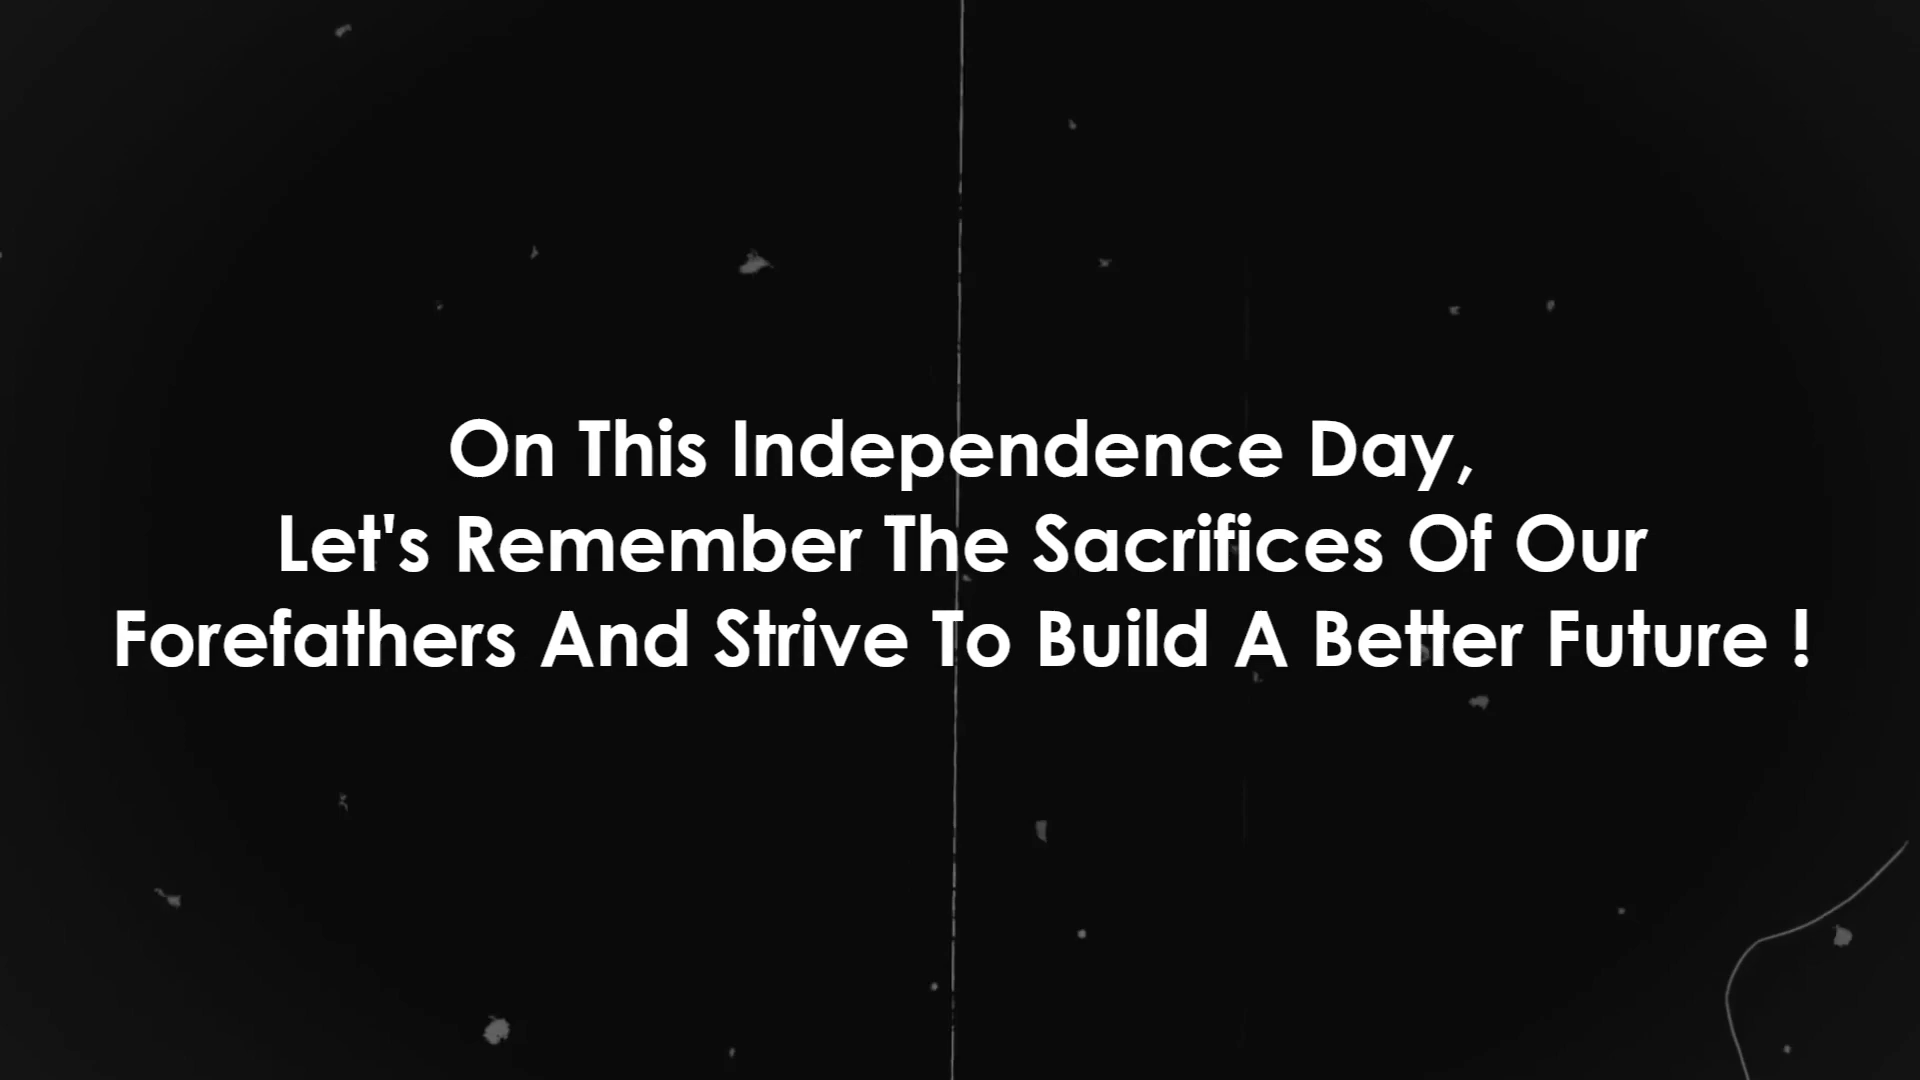 On This Independence Day,
Let's Remember The Sacrifices Of Our
Forefathers And Strive To Build A Better Future !